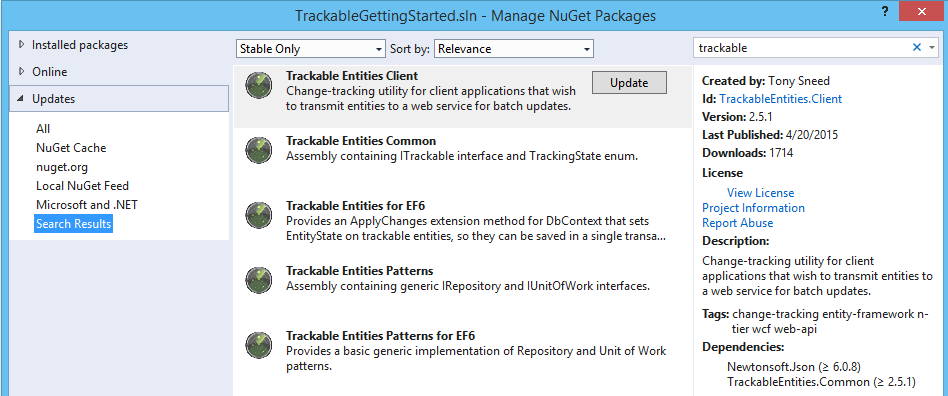 TrackableGettingStarted.sln - Manage NuGet Packages
?
Installed packages
Online
Updates
All
NuGet Cache
nuget.org
Local NuGet Feed
Microsoft and .NET
Search Results
Stable Only
Sort by: Relevance
Trackable Entities Client
Update
Change-tracking utility for client applications that wish
to transmit entities to a web service for batch updates.
Trackable Entities Common
Assembly containing ITrackable interface and TrackingState enum.
Trackable Entities for EF6
Provides an ApplyChanges extension method for DbContext that sets
EntityState on trackable entities, so they can be saved in a single transa...
Trackable Entities Patterns
Assembly containing generic IRepository and IUnitOfWork interfaces.
Trackable Entities Patterns for EF6
Provides a basic generic implementation of Repository and Unit of Work
patterns.
trackable
Created by: Tony Sneed
Id: TrackableEntities.Client
Version: 2.5.1
Last Published: 4/20/2015
Downloads: 1714
License
View License
Project Information
Report Abuse
Description:
Change-tracking utility for client
applications that wish to transmit entities to
a web service for batch updates.
Tags: change-tracking entity-framework n-
tier wcf web-api
Dependencies:
Newtonsoft.Json (≥ 6.0.8)
TrackableEntities.Common (≥ 2.5.1)